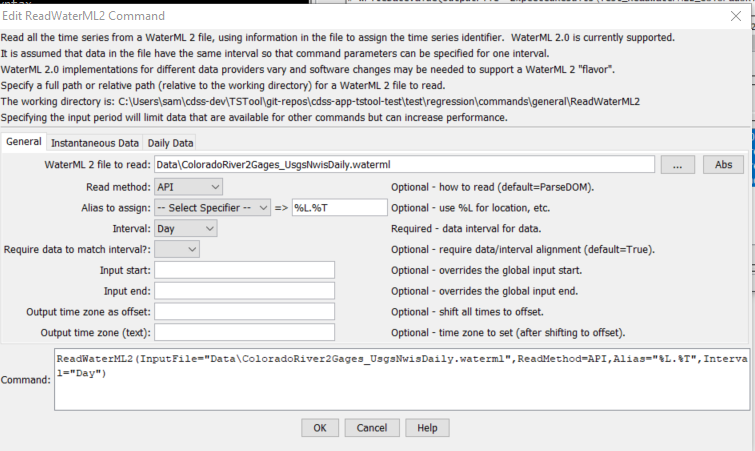 Edit ReadWaterML2 Command
Read all the time series from a WaterML 2 file, using information in the file to assign the time series identifier.  WaterML 2.0 is currently supported.
It is assumed that data in the file have the same interval so that command parameters can be specified for one interval.
WaterML 2.0 implementations for different data providers vary and software changes may be needed to support a WaterML 2 "flavor".
Specify a full path or relative path (relative to the working directory) for a WaterML 2 file to read.
The working directory is: C:\Users\sam\cdss-dev\TSTool\git-repos\cdss-app-tstool-test\test\regression\commands\general\ReadWaterML2
Specifying the input period will limit data that are available for other commands but can increase performance.
General Instantaneous Data Daily Data
WaterML 2 file to read: Data\ColoradoRiver2Gages_UsgsNwisDaily.waterml ... Abs
Read method: API Optional - how to read (default=ParseDOM).
Alias to assign: -- Select Specifier -- => %L.%T Optional - use %L for location, etc.
Interval: Day Required - data interval for data.
Require data to match interval?: Optional - require data/interval alignment (default=True).
Input start: Optional - overrides the global input start.
Input end: Optional - overrides the global input end.
Output time zone as offset: Optional - shift all times to offset.
Output time zone (text): Optional - time zone to set (after shifting to offset).
Command: ReadWaterML2(InputFile="Data\ColoradoRiver2Gages_UsgsNwisDaily.waterml",ReadMethod=API,Alias="%L.%T",Interva
l="Day")
OK Cancel Help